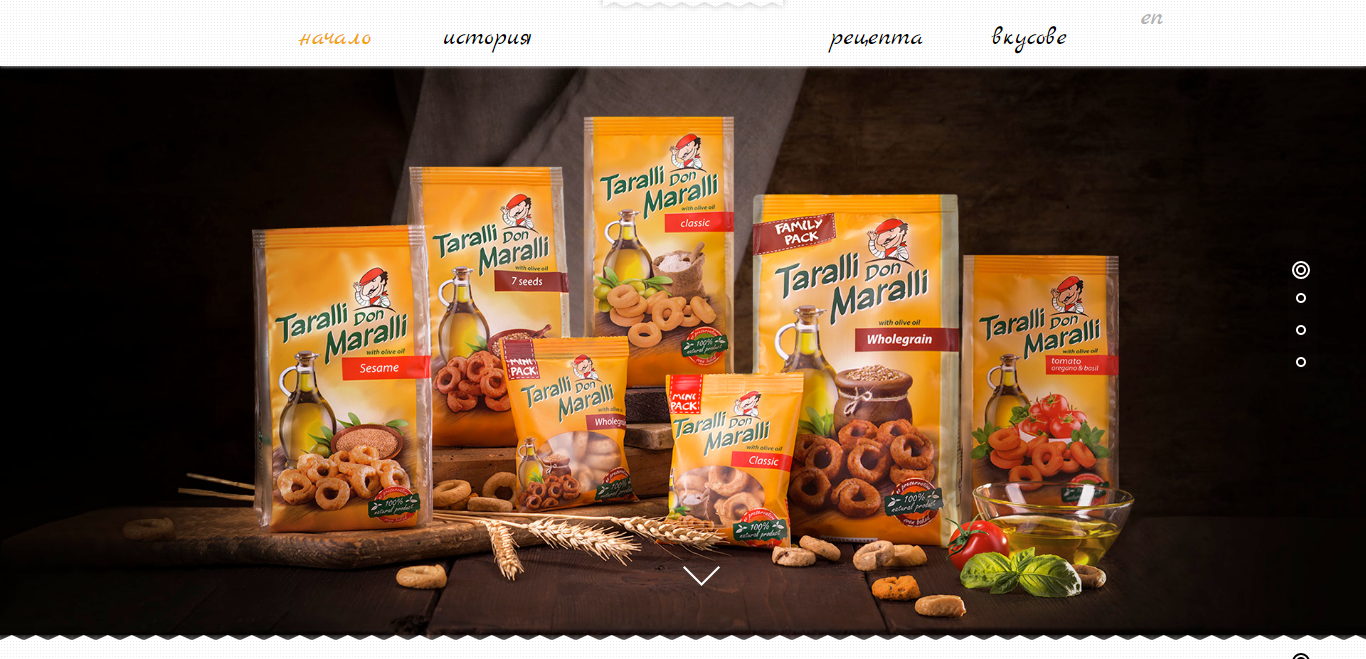 en
начало
история
рецепта
вкусове
Taralli Don
Maralli
with olive oil
classic
100%
natural product
Taralli Don
Maralli
with olive oil
7 seeds
FAMILY
PACK
Taralli Don
Maralli
with olive oil
Wholegrain
100%
natural product
Taralli Don
Maralli
with olive oil
Sesame
100%
natural product
Taralli Don
Maralli
with olive oil
tomato
oregano & basil
MINI
PACK
Taralli Don
Maralli
with olive oil
Wholegrain
100%
natural product
MINI
PACK
Taralli Don
Maralli
with olive oil
Classic
100%
natural product